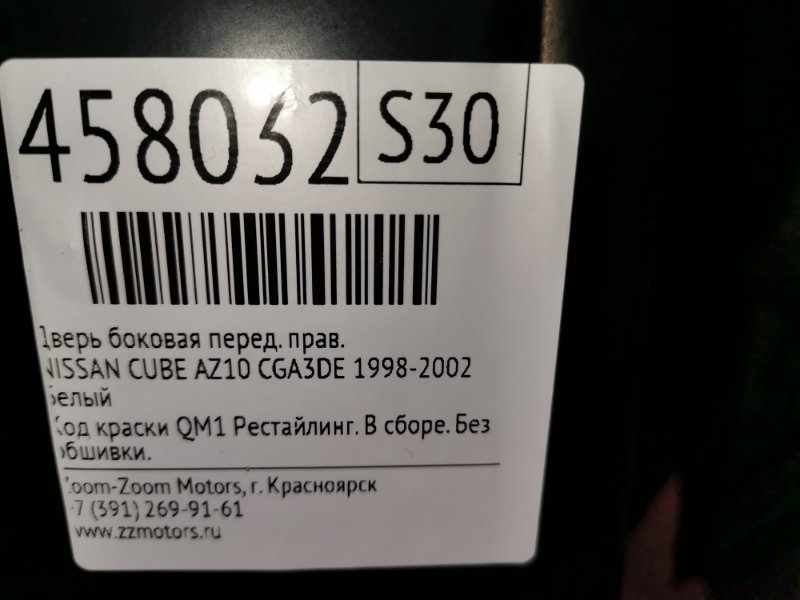 458032 S30
Дверь боковая перед. прав.
NISSAN CUBE AZ10 CGA3DE 1998-2002
Белый
Код краски QM1 Рестайлинг. В сборе. Без
обшивки.
Zoom-Zoom Motors, г. Красноярск
+7 (391) 269-91-61
www.zzmotors.ru